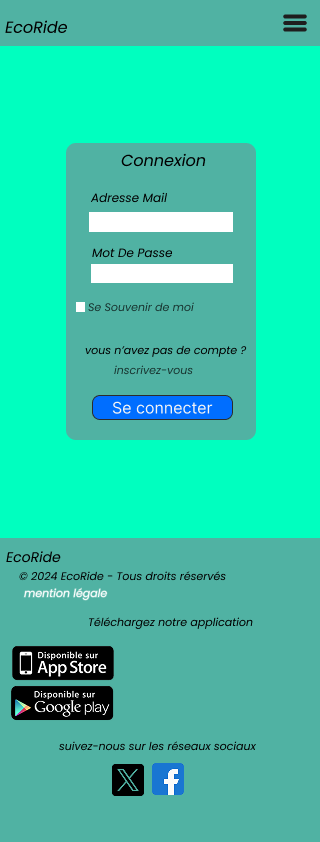 EcoRide
Connexion
Adresse Mail
Mot De Passe
Se Souvenir de moi
vous n'avez pas de compte ?
inscrivez-vous
Se connecter
EcoRide
© 2024 EcoRide - Tous droits réservés
mention légale
Téléchargez notre application
Disponible sur
App Store
Disponible sur
Google play
suivez-nous sur les réseaux sociaux